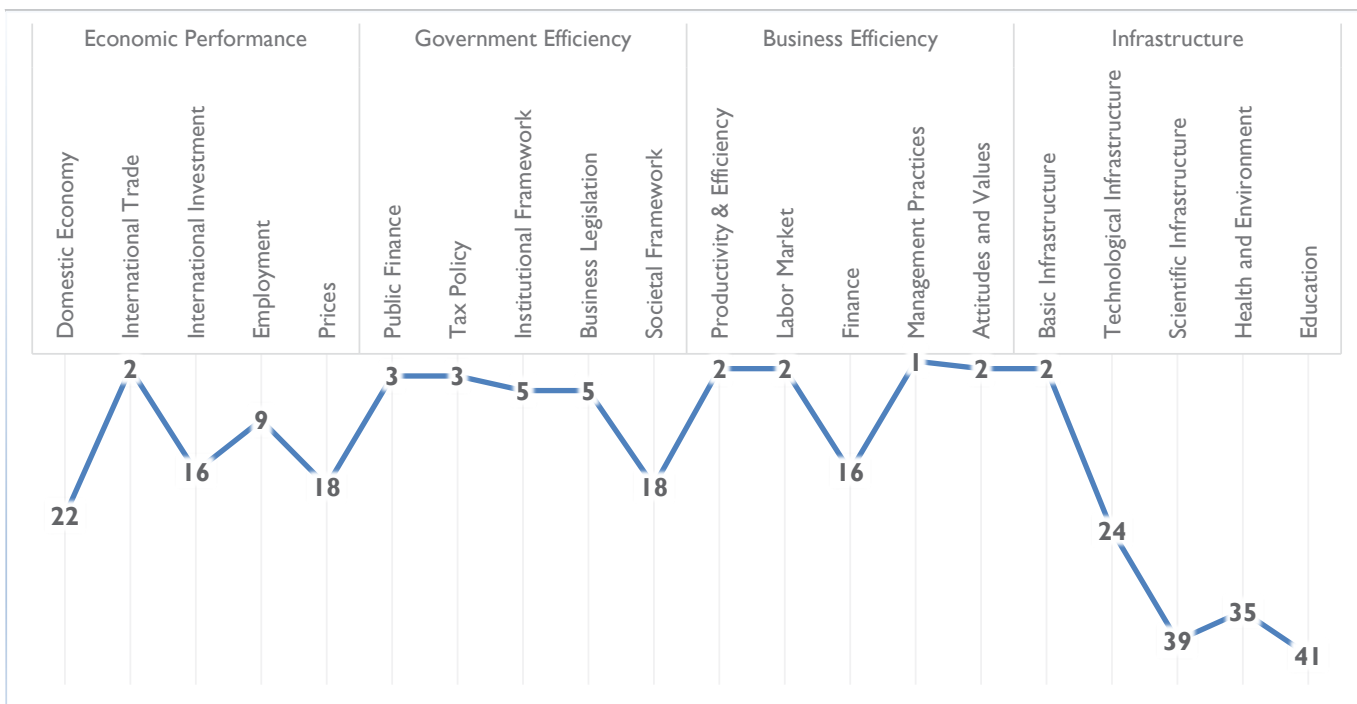 Economic Performance
Government Efficiency
Business Efficiency
Infrastructure
Domestic Economy
International Trade
International Investment
Employment
Prices
Public Finance
Tax Policy
Institutional Framework
Business Legislation
Societal Framework
Productivity & Efficiency
Labor Market
Finance
Management Practices
Attitudes and Values
Basic Infrastructure
Technological Infrastructure
Scientific Infrastructure
Health and Environment
Education
22
2
16
9
18
3
3
5
5
18
2
2
16
1
2
2
24
39
35
41